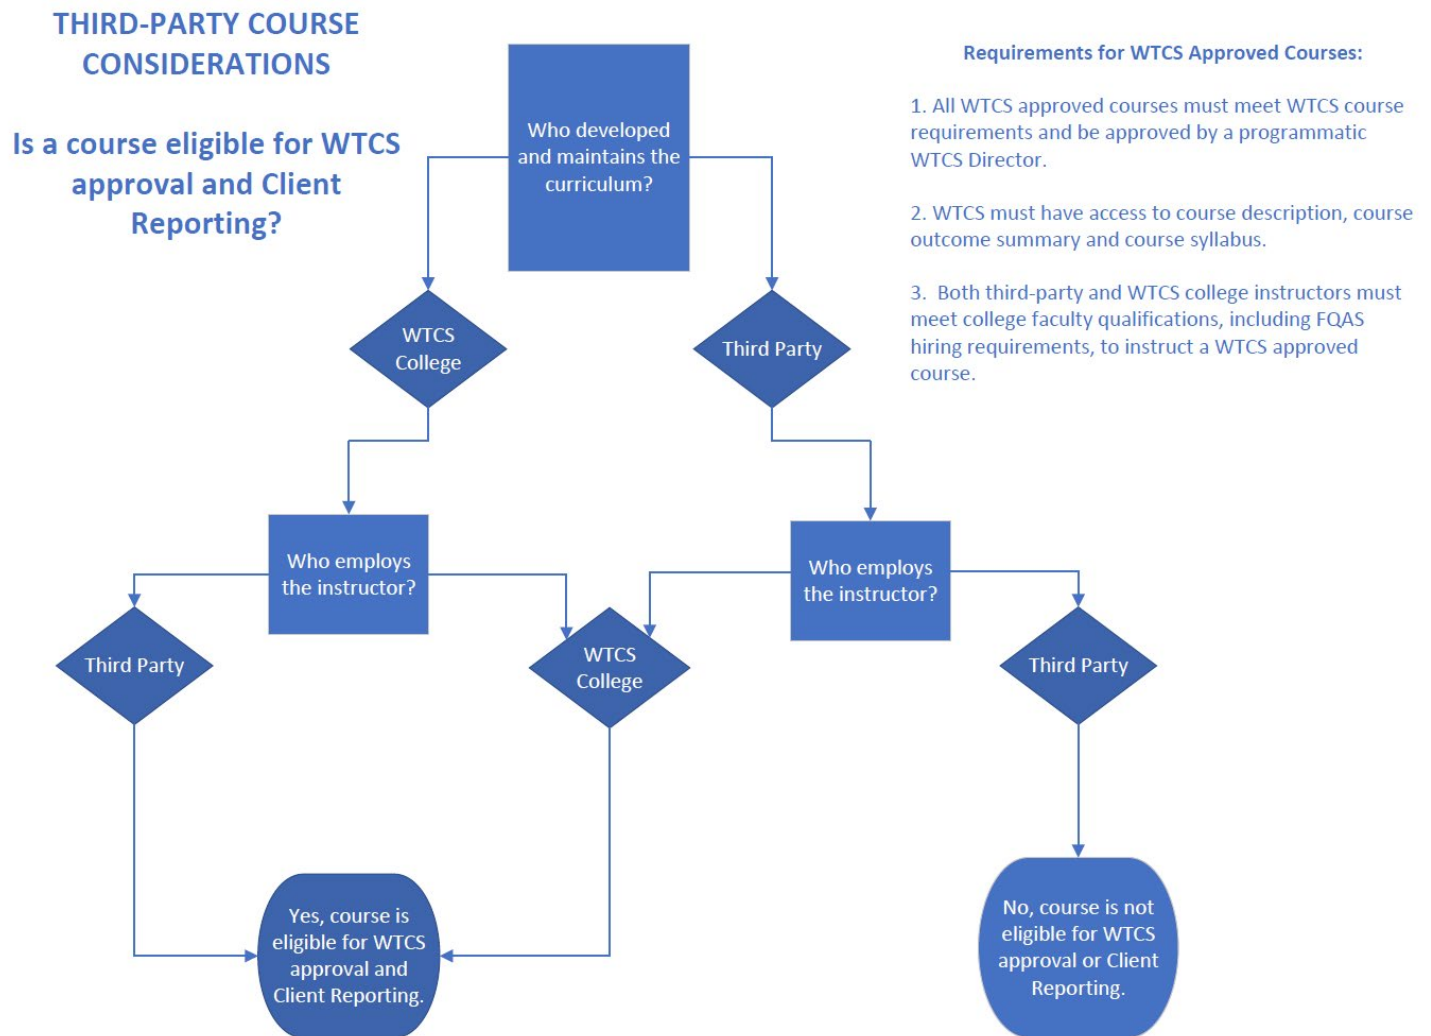 THIRD-PARTY COURSE
CONSIDERATIONS
Is a course eligible for WTCS
approval and Client
Reporting?
Who developed
and maintains the
curriculum?
Requirements for WTCS Approved Courses:
1. All WTCS approved courses must meet WTCS course
requirements and be approved by a programmatic
WTCS Director.
2. WTCS must have access to course description, course
outcome summary and course syllabus.
3.  Both third-party and WTCS college instructors must
meet college faculty qualifications, including FQAS
hiring requirements, to instruct a WTCS approved
course.
WTCS
College
Third Party
Who employs
the instructor?
Who employs
the instructor?
Third Party
WTCS
College
Third Party
Yes, course is
eligible for WTCS
approval and
Client Reporting.
No, course is not
eligible for WTCS
approval or Client
Reporting.